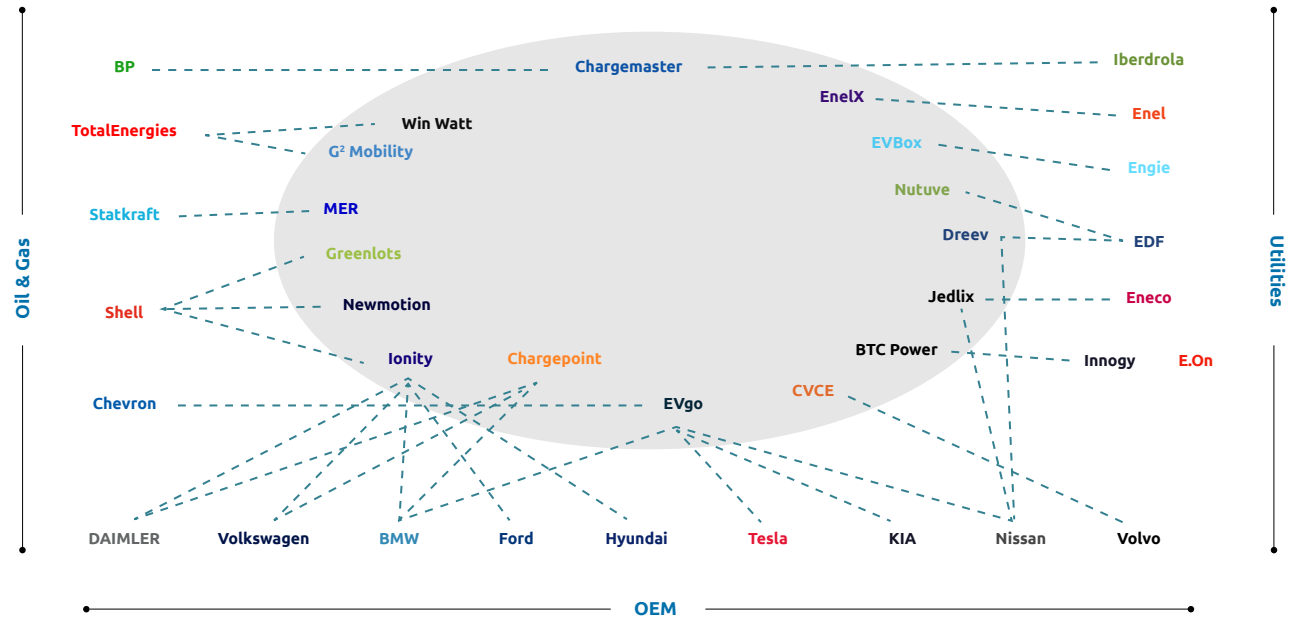 BP
Chargemaster
Iberdrola
EnelX
Enel
TotalEnergies
Win Watt
G² Mobility
EVBox
Engie
Nutuve
Statkraft
MER
Dreev
EDF
Oil & Gas
Utilities
Greenlots
Shell
Newmotion
Jedlix
Eneco
Ionity
Chargepoint
BTC Power
Innogy
E.On
Chevron
EVgo
CVCE
DAIMLER
Volkswagen
BMW
Ford
Hyundai
Tesla
KIA
Nissan
Volvo
OEM